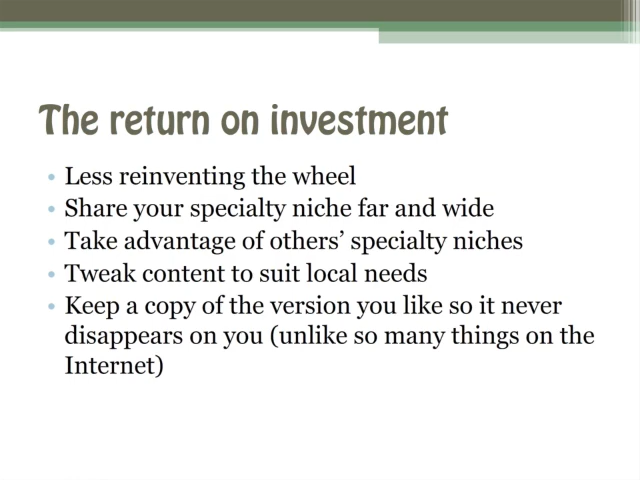 The return on investment
• Less reinventing the wheel
• Share your specialty niche far and wide
• Take advantage of others’ specialty niches
• Tweak content to suit local needs
• Keep a copy of the version you like so it never
disappears on you (unlike so many things on the
Internet)